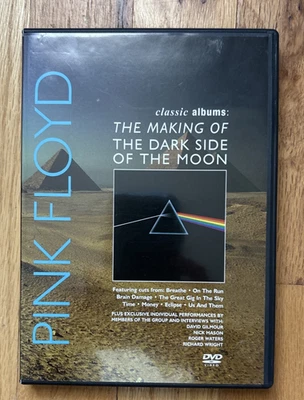 PINK FLOYD
classic albums:
THE MAKING OF
THE DARK SIDE
OF THE MOON
Featuring cuts from: Breathe • On The Run
Brain Damage • The Great Gig In The Sky
Time • Money • Eclipse • Us And Them
PLUS EXCLUSIVE INDIVIDUAL PERFORMANCES BY
MEMBERS OF THE GROUP AND INTERVIEWS WITH:
DAVID GILMOUR
NICK MASON
ROGER WATERS
RICHARD WRIGHT
DVD
VIDEO